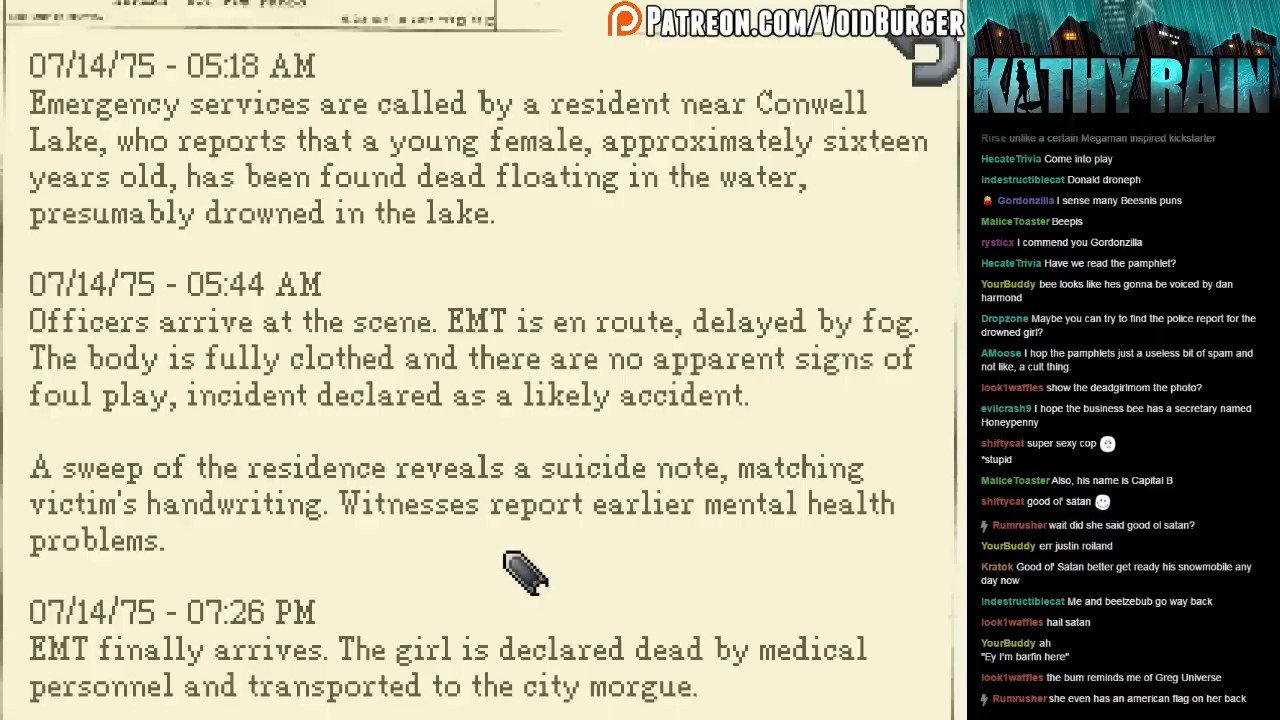 Patreon.com/VoidBurger
07/14/75 - 05:18 AM
Emergency services are called by a resident near Conwell
Lake, who reports that a young female, approximately sixteen
years old, has been found dead floating in the water,
presumably drowned in the lake.
07/14/75 - 05:44 AM
Officers arrive at the scene. EMT is en route, delayed by fog.
The body is fully clothed and there are no apparent signs of
foul play, incident declared as a likely accident.
A sweep of the residence reveals a suicide note, matching
victim's handwriting. Witnesses report earlier mental health
problems.
07/14/75 - 07:26 PM
EMT finally arrives. The girl is declared dead by medical
personnel and transported to the city morgue.
KATHY RAIN
Rirse unlike a certain Megaman inspired kickstarter
HecateTrivia Come into play
Indestructiblecat Donald droneph
Gordonzilla I sense many Beesnis puns
MaliceToaster Beepis
rysticx I commend you Gordonzilla
HecateTrivia Have we read the pamphlet?
YourBuddy bee looks like hes gonna be voiced by dan
harmond
Dropzone Maybe you can try to find the police report for the
drowned girl?
AMoose I hop the pamphlets just a useless bit of spam and
not like, a cult thing.
look1waffles show the deadgirlmom the photo?
evilcrash9 I hope the business bee has a secretary named
Honeypenny
shiftycat super sexy cop
*stupid
MaliceToaster Also, his name is Capital B
shiftycat good ol' satan
Rumrusher wait did she said good ol satan?
YourBuddy err justin roiland
Kratok Good ol' Satan better get ready his snowmobile any
day now
Indestructiblecat Me and beelzebub go way back
look1waffles hail satan
YourBuddy ah
"Ey I'm barfin here"
look1waffles the bum reminds me of Greg Universe
Rumrusher she even has an american flag on her back